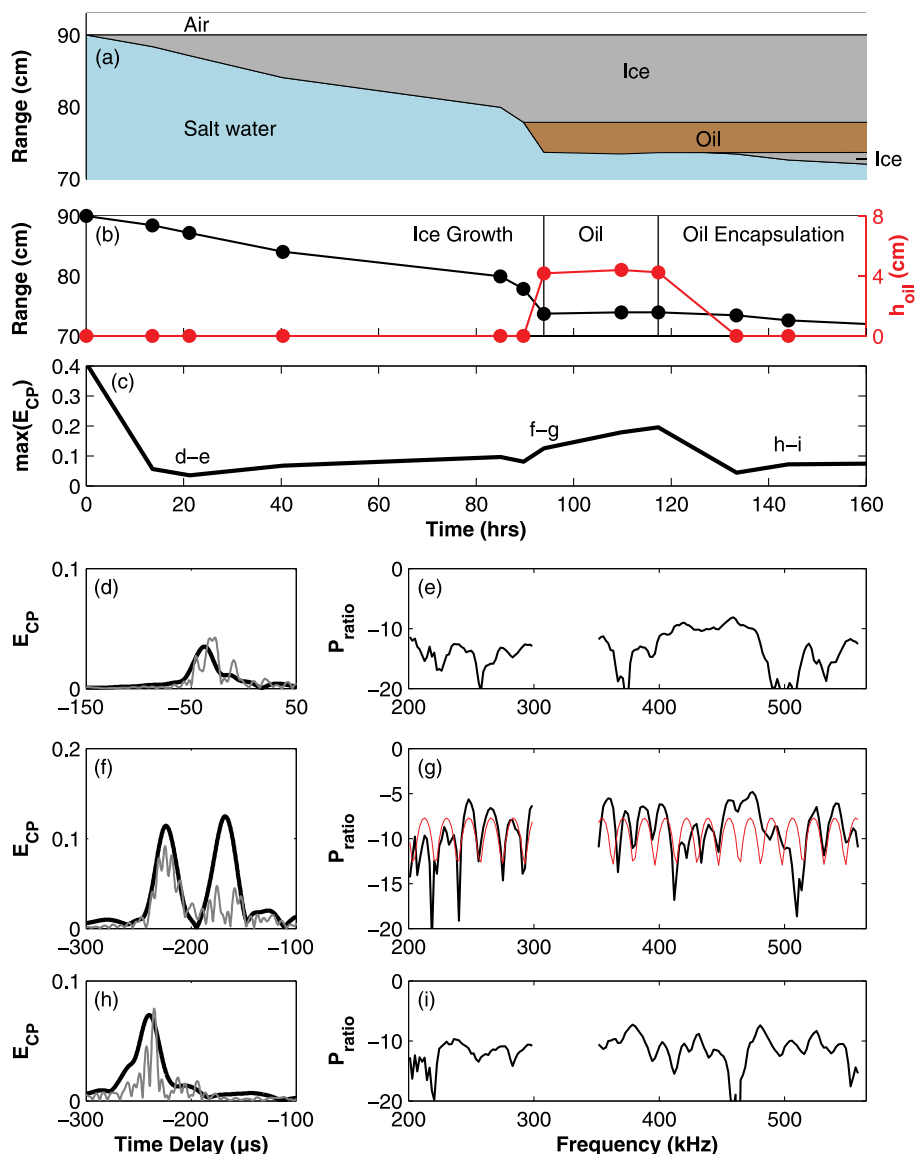 Air
90
(a)
Ice
80
Range (cm)
Salt water
Oil
Ice
70
90
8
(b)
Ice Growth
Oil
Oil Encapsulation
Range (cm)
80
4
h_oil (cm)
70
0
0.4
(c)
0.3
max(E_CP)
0.2
f–g
0.1
d–e
h–i
0
0 20 40 60 80 100 120 140 160
Time (hrs)
0.1
(d)
E_CP
0
−150 −50 50
0
(e)
P_ratio
−10
−20
200 300 400 500
0.2
(f)
E_CP
0.1
0
−300 −200 −100
0
(g)
−5
P_ratio
−10
−15
−20
200 300 400 500
0.1
(h)
E_CP
0
−300 −200 −100
Time Delay (µs)
0
(i)
P_ratio
−10
−20
200 300 400 500
Frequency (kHz)